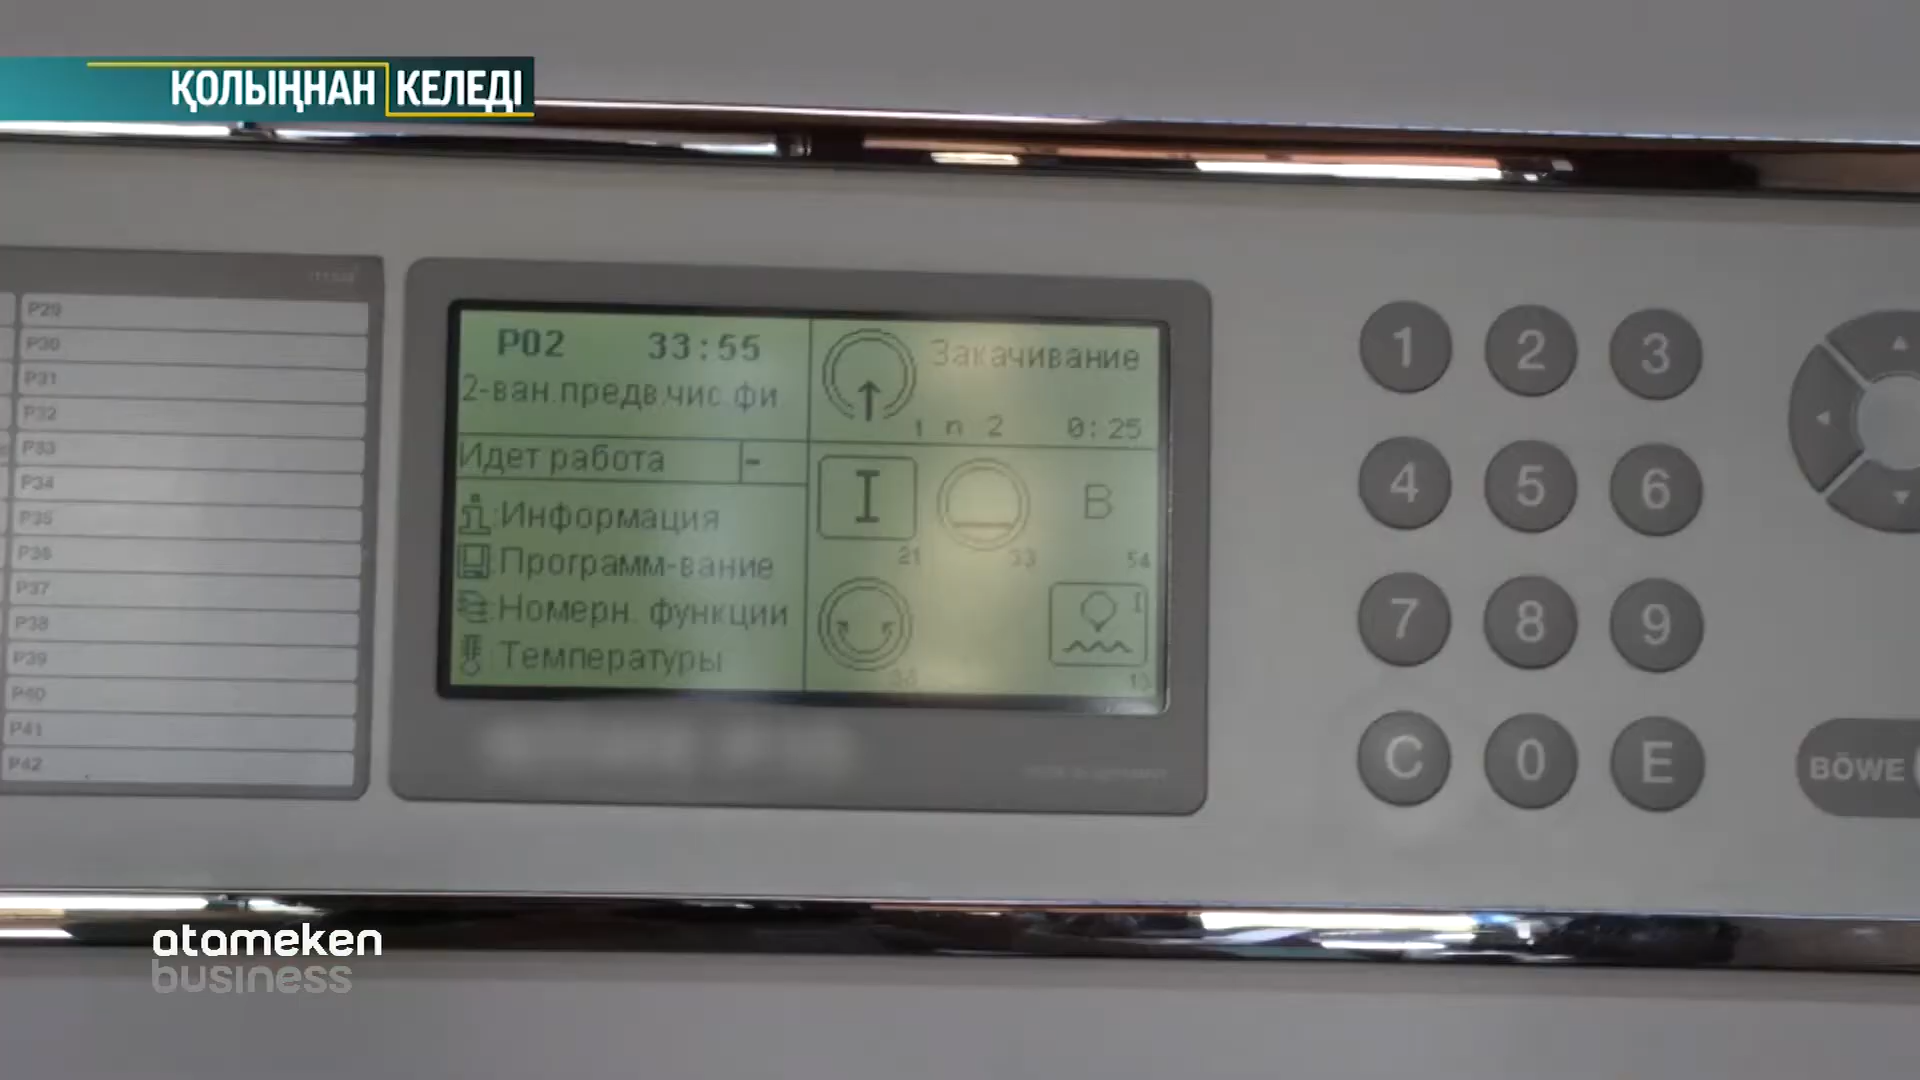 ҚОЛЫҢНАН КЕЛЕДІ
P29
P30
P31
P32
P33
P34
P35
P36
P37
P38
P39
P40
P41
P42
P02 33:55
2-ван.предв.чис.фи
Идет работа -
i:Информация
Программ-вание
Номерн. функции
Температуры
Закачивание
n 2 0:25
I
21
33
B
54
I
13
1 2 3
4 5 6
7 8 9
C 0 E
BÖWE
atameken
business